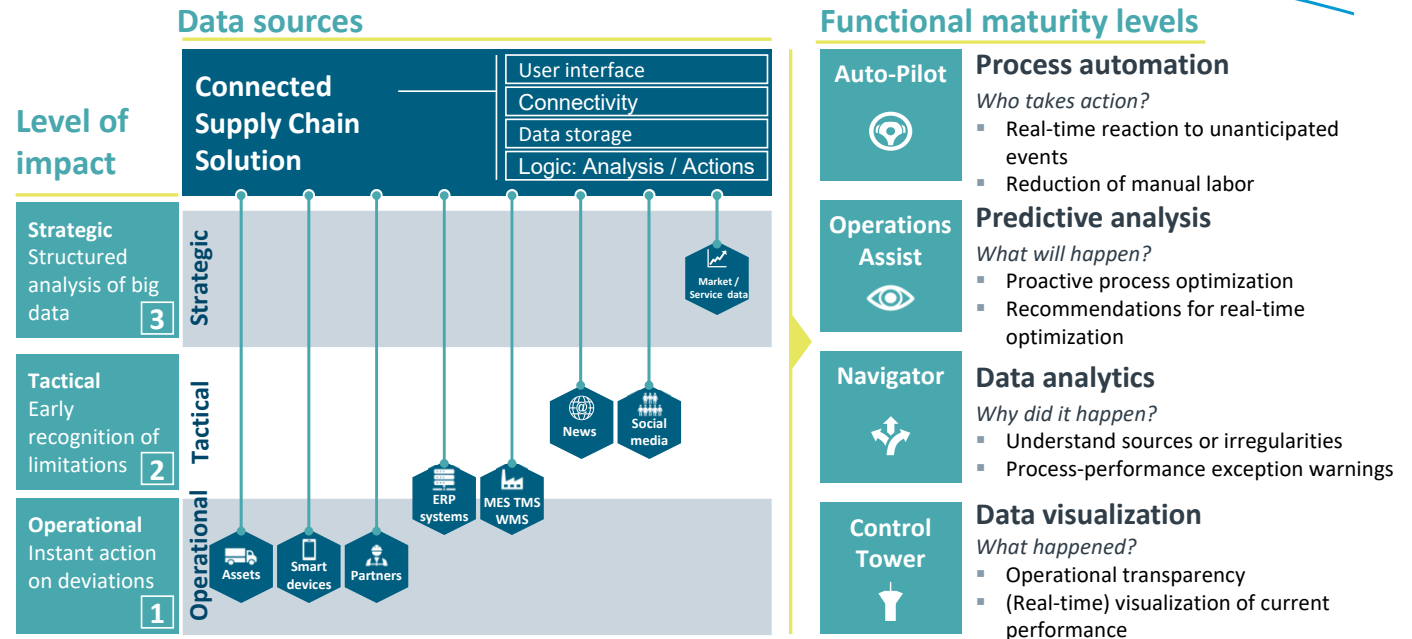 Data sources
Functional maturity levels
Level of
impact
Connected
Supply Chain
Solution
User interface
Connectivity
Data storage
Logic: Analysis / Actions
Strategic
Structured
analysis of big
data
3
Strategic
Market /
Service data
Tactical
Early
recognition of
limitations
2
Tactical
News
Social
media
Operational
Instant action
on deviations
1
Operational
ERP
systems
MES TMS
WMS
Assets
Smart
devices
Partners
Auto-Pilot
Process automation
Who takes action?
▪ Real-time reaction to unanticipated
events
▪ Reduction of manual labor
Operations
Assist
Predictive analysis
What will happen?
▪ Proactive process optimization
▪ Recommendations for real-time
optimization
Navigator
Data analytics
Why did it happen?
▪ Understand sources or irregularities
▪ Process-performance exception warnings
Control
Tower
Data visualization
What happened?
▪ Operational transparency
▪ (Real-time) visualization of current
performance